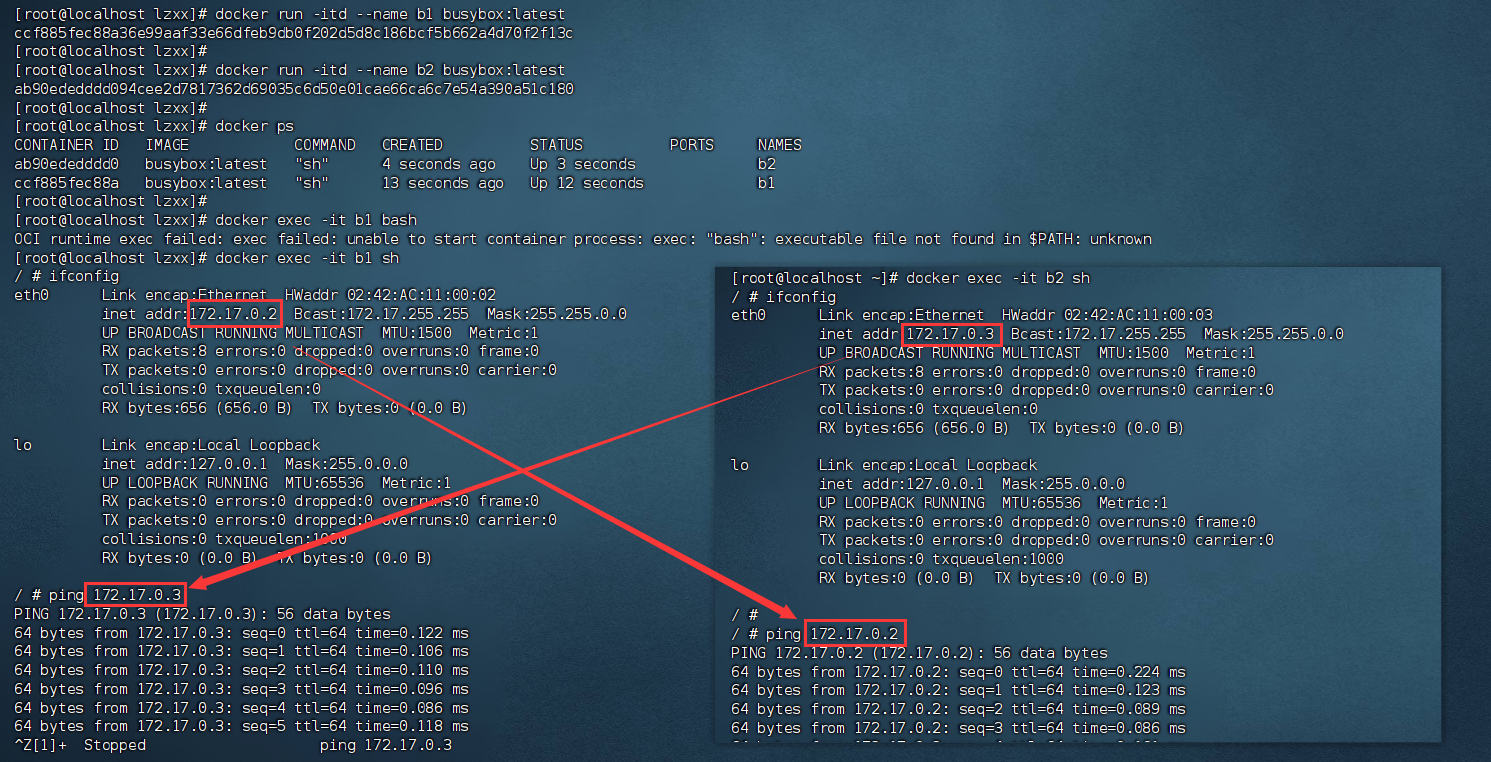 [root@localhost lzxx]# docker run -itd --name b1 busybox:latest
ccf885fec88a36e99aaf33e66dfeb9db0f202d5d8c186bcf5b662a4d70f2f13c
[root@localhost lzxx]#
[root@localhost lzxx]# docker run -itd --name b2 busybox:latest
ab90ededdd094cee2d7817362d69035c6d50e01cae66ca6c7e54a390a51c180
[root@localhost lzxx]#
[root@localhost lzxx]# docker ps
CONTAINER ID   IMAGE            COMMAND   CREATED          STATUS          PORTS     NAMES
ab90ededddd0   busybox:latest   "sh"      4 seconds ago    Up 3 seconds              b2
ccf885fec88a   busybox:latest   "sh"      13 seconds ago   Up 12 seconds             b1
[root@localhost lzxx]#
[root@localhost lzxx]# docker exec -it b1 bash
OCI runtime exec failed: exec failed: unable to start container process: exec: "bash": executable file not found in $PATH: unknown
[root@localhost lzxx]# docker exec -it b1 sh
/ # ifconfig
eth0      Link encap:Ethernet  HWaddr 02:42:AC:11:00:02
          inet addr:172.17.0.2  Bcast:172.17.255.255  Mask:255.255.0.0
          UP BROADCAST RUNNING MULTICAST  MTU:1500  Metric:1
          RX packets:8 errors:0 dropped:0 overruns:0 frame:0
          TX packets:0 errors:0 dropped:0 overruns:0 carrier:0
          collisions:0 txqueuelen:0
          RX bytes:656 (656.0 B)  TX bytes:0 (0.0 B)
lo        Link encap:Local Loopback
          inet addr:127.0.0.1  Mask:255.0.0.0
          UP LOOPBACK RUNNING  MTU:65536  Metric:1
          RX packets:0 errors:0 dropped:0 overruns:0 frame:0
          TX packets:0 errors:0 dropped:0 overruns:0 carrier:0
          collisions:0 txqueuelen:1000
          RX bytes:0 (0.0 B)  TX bytes:0 (0.0 B)
/ # ping 172.17.0.3
PING 172.17.0.3 (172.17.0.3): 56 data bytes
64 bytes from 172.17.0.3: seq=0 ttl=64 time=0.122 ms
64 bytes from 172.17.0.3: seq=1 ttl=64 time=0.106 ms
64 bytes from 172.17.0.3: seq=2 ttl=64 time=0.110 ms
64 bytes from 172.17.0.3: seq=3 ttl=64 time=0.096 ms
64 bytes from 172.17.0.3: seq=4 ttl=64 time=0.086 ms
64 bytes from 172.17.0.3: seq=5 ttl=64 time=0.118 ms
^Z[1]+  Stopped                    ping 172.17.0.3
[root@localhost ~]# docker exec -it b2 sh
/ # ifconfig
eth0      Link encap:Ethernet  HWaddr 02:42:AC:11:00:03
          inet addr 172.17.0.3  Bcast:172.17.255.255  Mask:255.255.0.0
          UP BROADCAST RUNNING MULTICAST  MTU:1500  Metric:1
          RX packets:8 errors:0 dropped:0 overruns:0 frame:0
          TX packets:0 errors:0 dropped:0 overruns:0 carrier:0
          collisions:0 txqueuelen:0
          RX bytes:656 (656.0 B)  TX bytes:0 (0.0 B)
lo        Link encap:Local Loopback
          inet addr:127.0.0.1  Mask:255.0.0.0
          UP LOOPBACK RUNNING  MTU:65536  Metric:1
          RX packets:0 errors:0 dropped:0 overruns:0 frame:0
          TX packets:0 errors:0 dropped:0 overruns:0 carrier:0
          collisions:0 txqueuelen:1000
          RX bytes:0 (0.0 B)  TX bytes:0 (0.0 B)
/ #
/ # ping 172.17.0.2
PING 172.17.0.2 (172.17.0.2): 56 data bytes
64 bytes from 172.17.0.2: seq=0 ttl=64 time=0.224 ms
64 bytes from 172.17.0.2: seq=1 ttl=64 time=0.123 ms
64 bytes from 172.17.0.2: seq=2 ttl=64 time=0.089 ms
64 bytes from 172.17.0.2: seq=3 ttl=64 time=0.086 ms